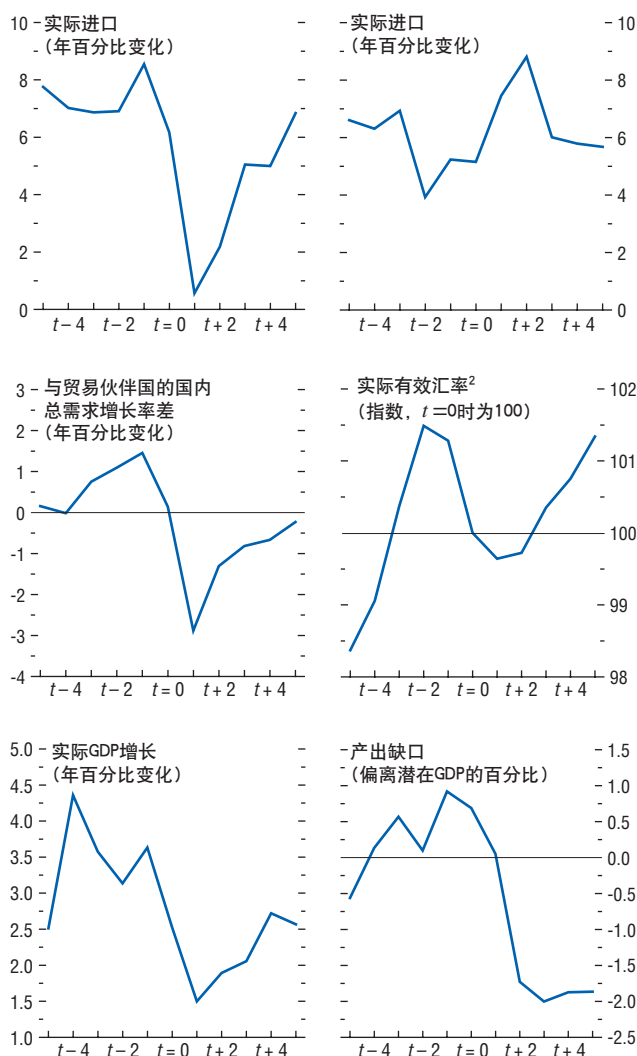 实际进口
（年百分比变化）
10
8
6
4
2
0
t – 4 t – 2 t = 0 t + 2 t + 4
实际进口
（年百分比变化）
10
8
6
4
2
0
t – 4 t – 2 t = 0 t + 2 t + 4
与贸易伙伴国的国内
总需求增长率差
（年百分比变化）
3
2
1
0
-1
-2
-3
-4
t – 4 t – 2 t = 0 t + 2 t + 4
实际有效汇率2
（指数，t =0时为100）
102
101
100
99
98
t – 4 t – 2 t = 0 t + 2 t + 4
实际GDP增长
（年百分比变化）
5.0
4.5
4.0
3.5
3.0
2.5
2.0
1.5
1.0
t – 4 t – 2 t = 0 t + 2 t + 4
产出缺口
（偏离潜在GDP的百分比）
1.5
1.0
0.5
0.0
-0.5
-1.0
-1.5
-2.0
-2.5
t – 4 t – 2 t = 0 t + 2 t + 4